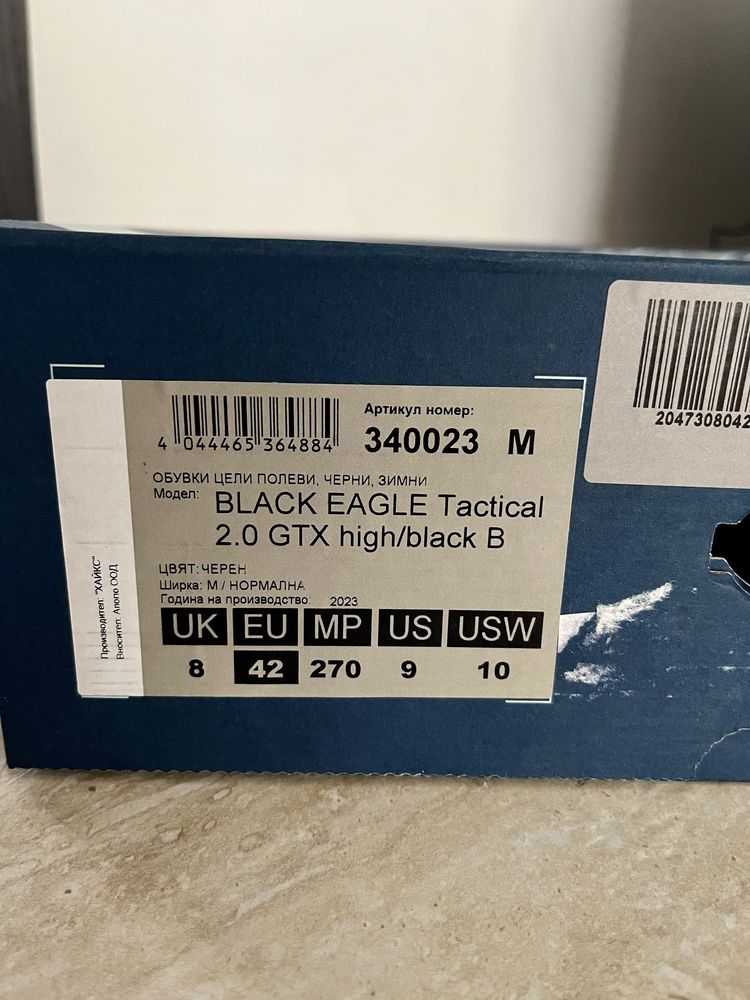 4 044465 364884
Артикул номер:
340023 M
ОБУВКИ ЦЕЛИ ПОЛЕВИ, ЧЕРНИ, ЗИМНИ
Модел: BLACK EAGLE Tactical
2.0 GTX high/black B
ЦВЯТ: ЧЕРЕН
Ширка: M / НОРМАЛНА
Година на производство: 2023
UK EU MP US USW
8 42 270 9 10
Производител: "ХАЙКС"
Вносител: Аполо ООД
2047308042